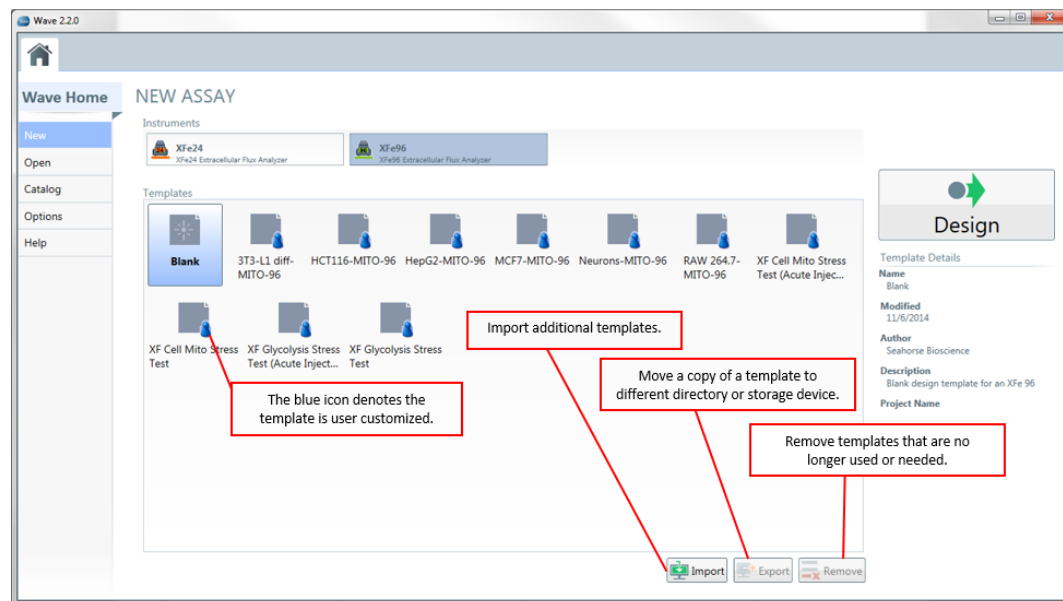 Wave 2.2.0
Wave Home
New
Open
Catalog
Options
Help
NEW ASSAY
Instruments
XFe24
XFe24 Extracellular Flux Analyzer
XFe96
XFe96 Extracellular Flux Analyzer
Templates
Blank
3T3-L1 diff-
MITO-96
HCT116-MITO-96
HepG2-MITO-96
MCF7-MITO-96
Neurons-MITO-96
RAW 264.7-
MITO-96
XF Cell Mito Stress
Test (Acute Injec...
XF Cell Mito Stress
Test
XF Glycolysis Stress
Test (Acute Inject...
XF Glycolysis Stress
Test
The blue icon denotes the
template is user customized.
Import additional templates.
Move a copy of a template to
different directory or storage device.
Remove templates that are no
longer used or needed.
Import
Export
Remove
Design
Template Details
Name
Blank
Modified
11/6/2014
Author
Seahorse Bioscience
Description
Blank design template for an XFe 96
Project Name